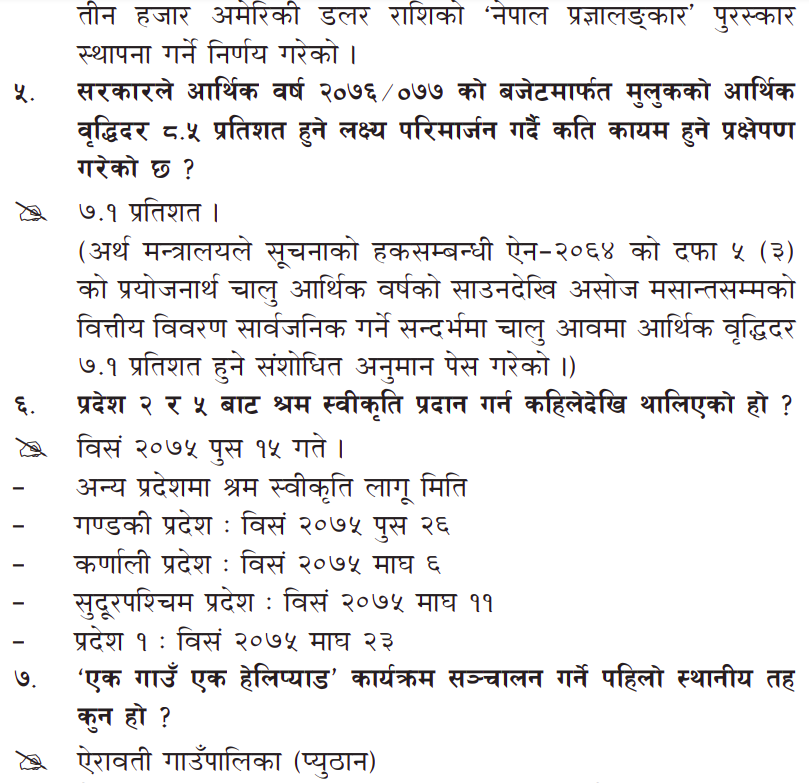 तीन हजार अमेरिकी डलर राशिको ‘नेपाल प्रज्ञालङ्कार’ पुरस्कार
स्थापना गर्ने निर्णय गरेको ।
५. सरकारले आर्थिक वर्ष २०७६/०७७ को बजेटमार्फत मुलुकको आर्थिक
वृद्धिदर ८.५ प्रतिशत हुने लक्ष्य परिमार्जन गर्दै कति कायम हुने प्रक्षेपण
गरेको छ ?
७.१ प्रतिशत ।
(अर्थ मन्त्रालयले सूचनाको हकसम्बन्धी ऐन-२०६४ को दफा ५ (३)
को प्रयोजनार्थ चालु आर्थिक वर्षको साउनदेखि असोज मसान्तसम्मको
वित्तीय विवरण सार्वजनिक गर्ने सन्दर्भमा चालु आवमा आर्थिक वृद्धिदर
७.१ प्रतिशत हुने संशोधित अनुमान पेस गरेको ।)
६. प्रदेश २ र ५ बाट श्रम स्वीकृति प्रदान गर्न कहिलेदेखि थालिएको हो ?
विसं २०७५ पुस १५ गते ।
- अन्य प्रदेशमा श्रम स्वीकृति लागू मिति
- गण्डकी प्रदेश : विसं २०७५ पुस २६
- कर्णाली प्रदेश : विसं २०७५ माघ ६
- सुदूरपश्चिम प्रदेश : विसं २०७५ माघ ११
- प्रदेश १ : विसं २०७५ माघ २३
७. ‘एक गाउँ एक हेलिप्याड’ कार्यक्रम सञ्चालन गर्ने पहिलो स्थानीय तह
कुन हो ?
ऐरावती गाउँपालिका (प्युठान)